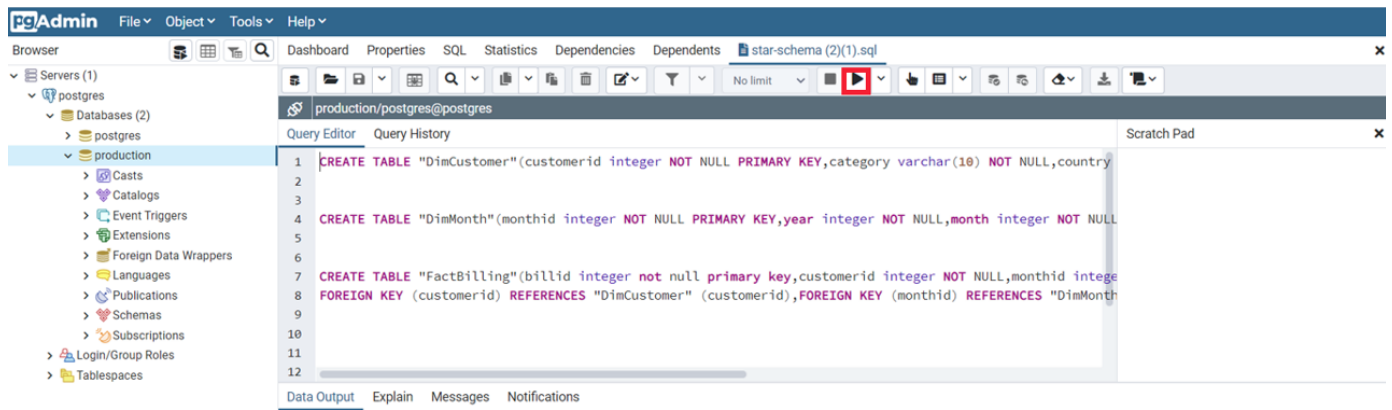 pgAdmin File Object Tools Help
Browser
Dashboard Properties SQL Statistics Dependencies Dependents star-schema (2)(1).sql
Servers (1)
postgres
Databases (2)
postgres
production
Casts
Catalogs
Event Triggers
Extensions
Foreign Data Wrappers
Languages
Publications
Schemas
Subscriptions
Login/Group Roles
Tablespaces
No limit
production/postgres@postgres
Query Editor Query History
Scratch Pad
1 CREATE TABLE "DimCustomer"(customerid integer NOT NULL PRIMARY KEY,category varchar(10) NOT NULL,country
2
3
4 CREATE TABLE "DimMonth"(monthid integer NOT NULL PRIMARY KEY,year integer NOT NULL,month integer NOT NULL
5
6
7 CREATE TABLE "FactBilling"(billid integer not null primary key,customerid integer NOT NULL,monthid intege
8 FOREIGN KEY (customerid) REFERENCES "DimCustomer" (customerid),FOREIGN KEY (monthid) REFERENCES "DimMonth
9
10
11
12
Data Output Explain Messages Notifications